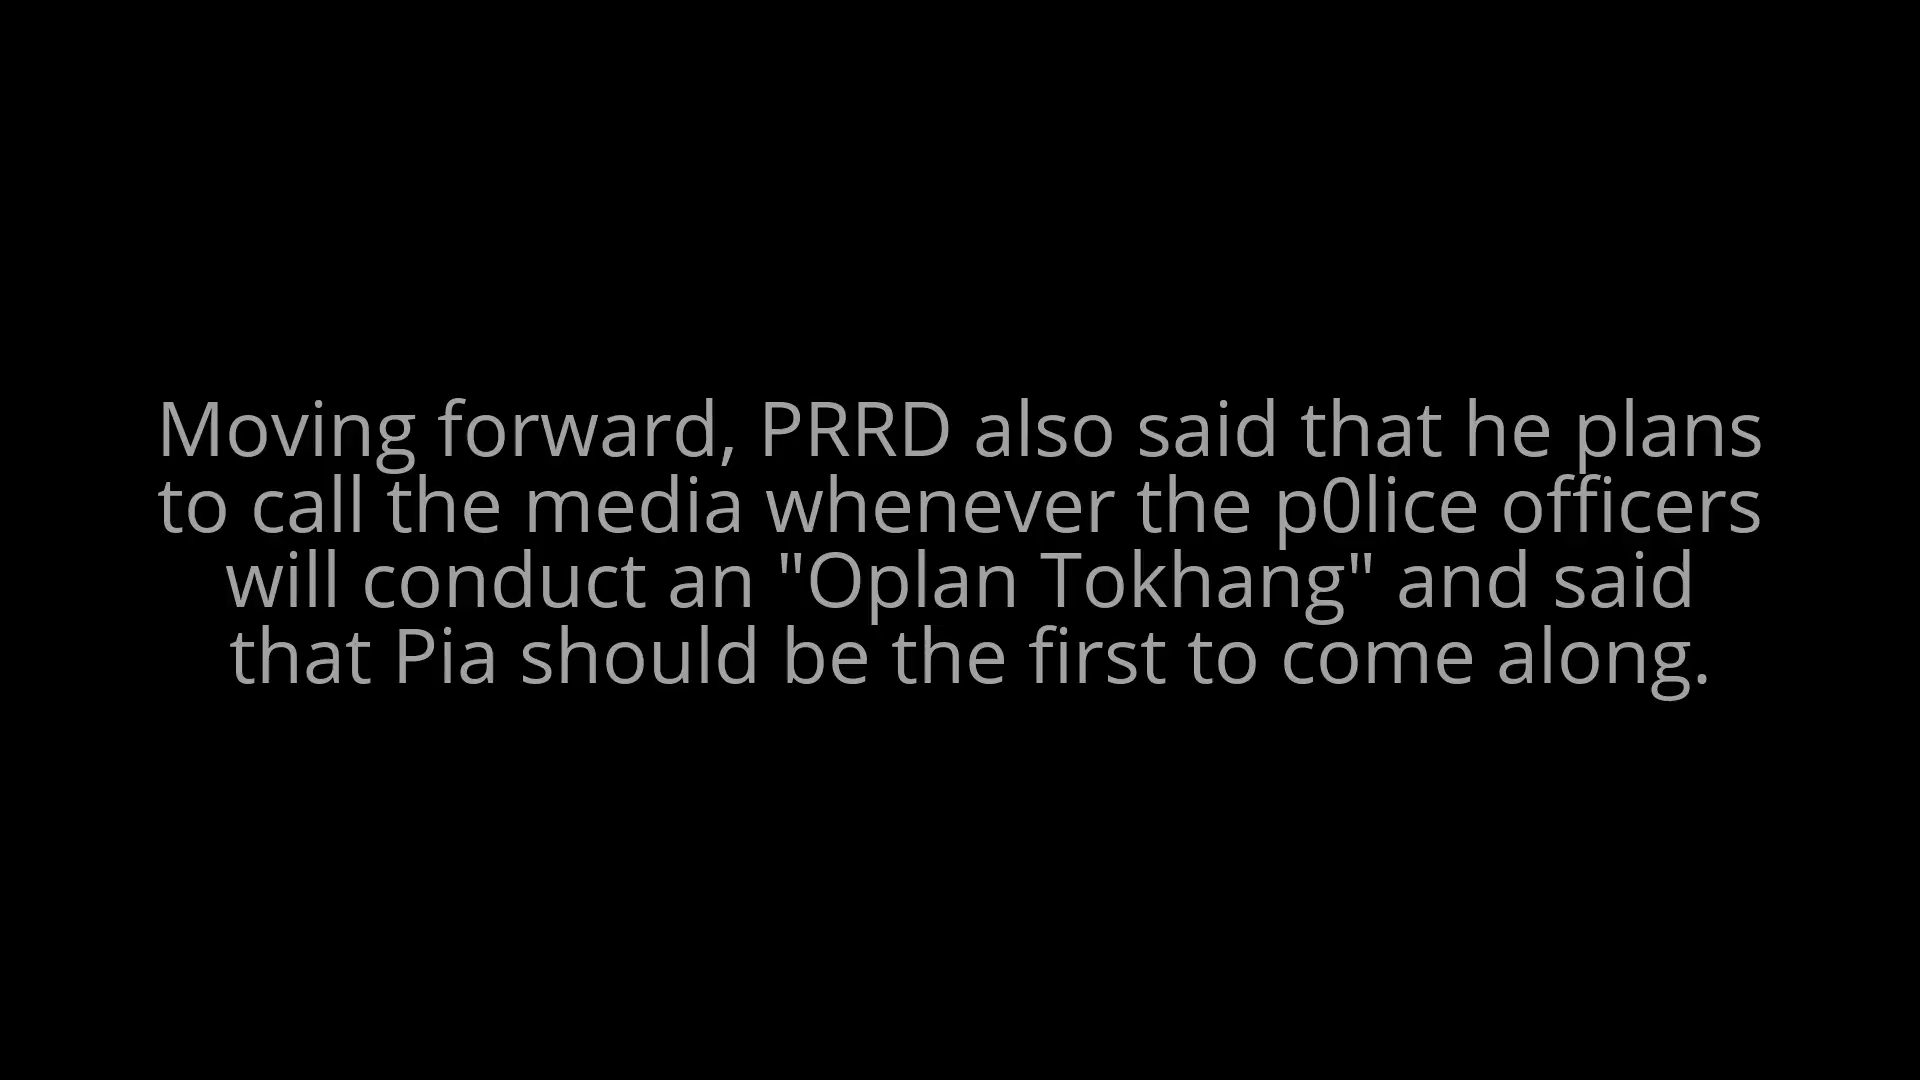 Moving forward, PRRD also said that he plans
to call the media whenever the p0lice officers
will conduct an "Oplan Tokhang" and said
that Pia should be the first to come along.